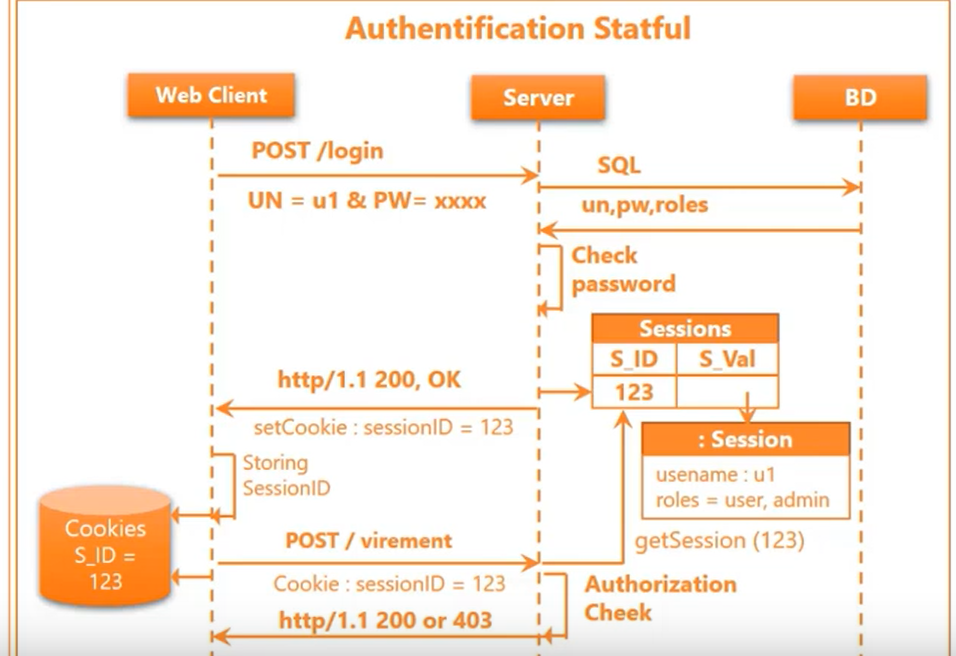 Authentification Statful
Web Client
Server
BD
POST /login
SQL
UN = u1 & PW= xxxx
un,pw,roles
Check
password
Sessions
S_ID
S_Val
123
http/1.1 200, OK
setCookie : sessionID = 123
: Session
usename : u1
roles = user, admin
Storing
SessionID
Cookies
S_ID =
123
POST / virement
getSession (123)
Cookie : sessionID = 123
Authorization
Cheek
http/1.1 200 or 403